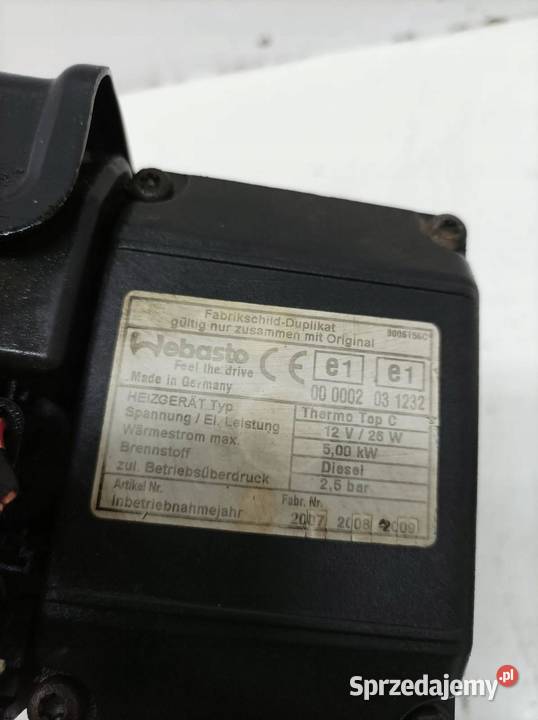 Fabrikschild-Duplikat
gültig nur zusammen mit Original
Webasto
Feel the drive
Made in Germany
CE e1 e1
00 0002 03 1232
HEIZGERÄT Typ Thermo Top C
Spannung / El. Leistung 12 V / 26 W
Wärmestrom max. 5,00 kW
Brennstoff Diesel
zul. Betriebsüberdruck 2,5 bar
Artikel Nr. Fabr. Nr.
Inbetriebnahmejahr 2007 2008 2009
Sprzedajemy.pl